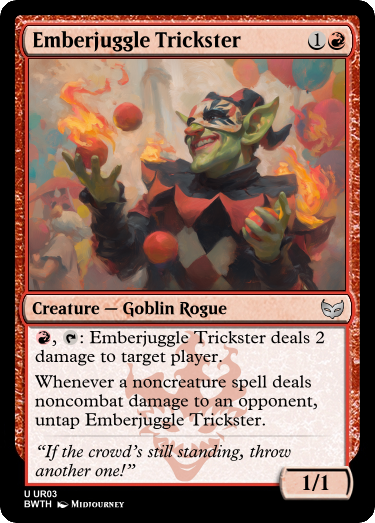 Emberjuggle Trickster 1
Creature — Goblin Rogue
: Emberjuggle Trickster deals 2
damage to target player.
Whenever a noncreature spell deals
noncombat damage to an opponent,
untap Emberjuggle Trickster.
“If the crowd’s still standing, throw
another one!”
1/1
U UR03
BWTH Midjourney